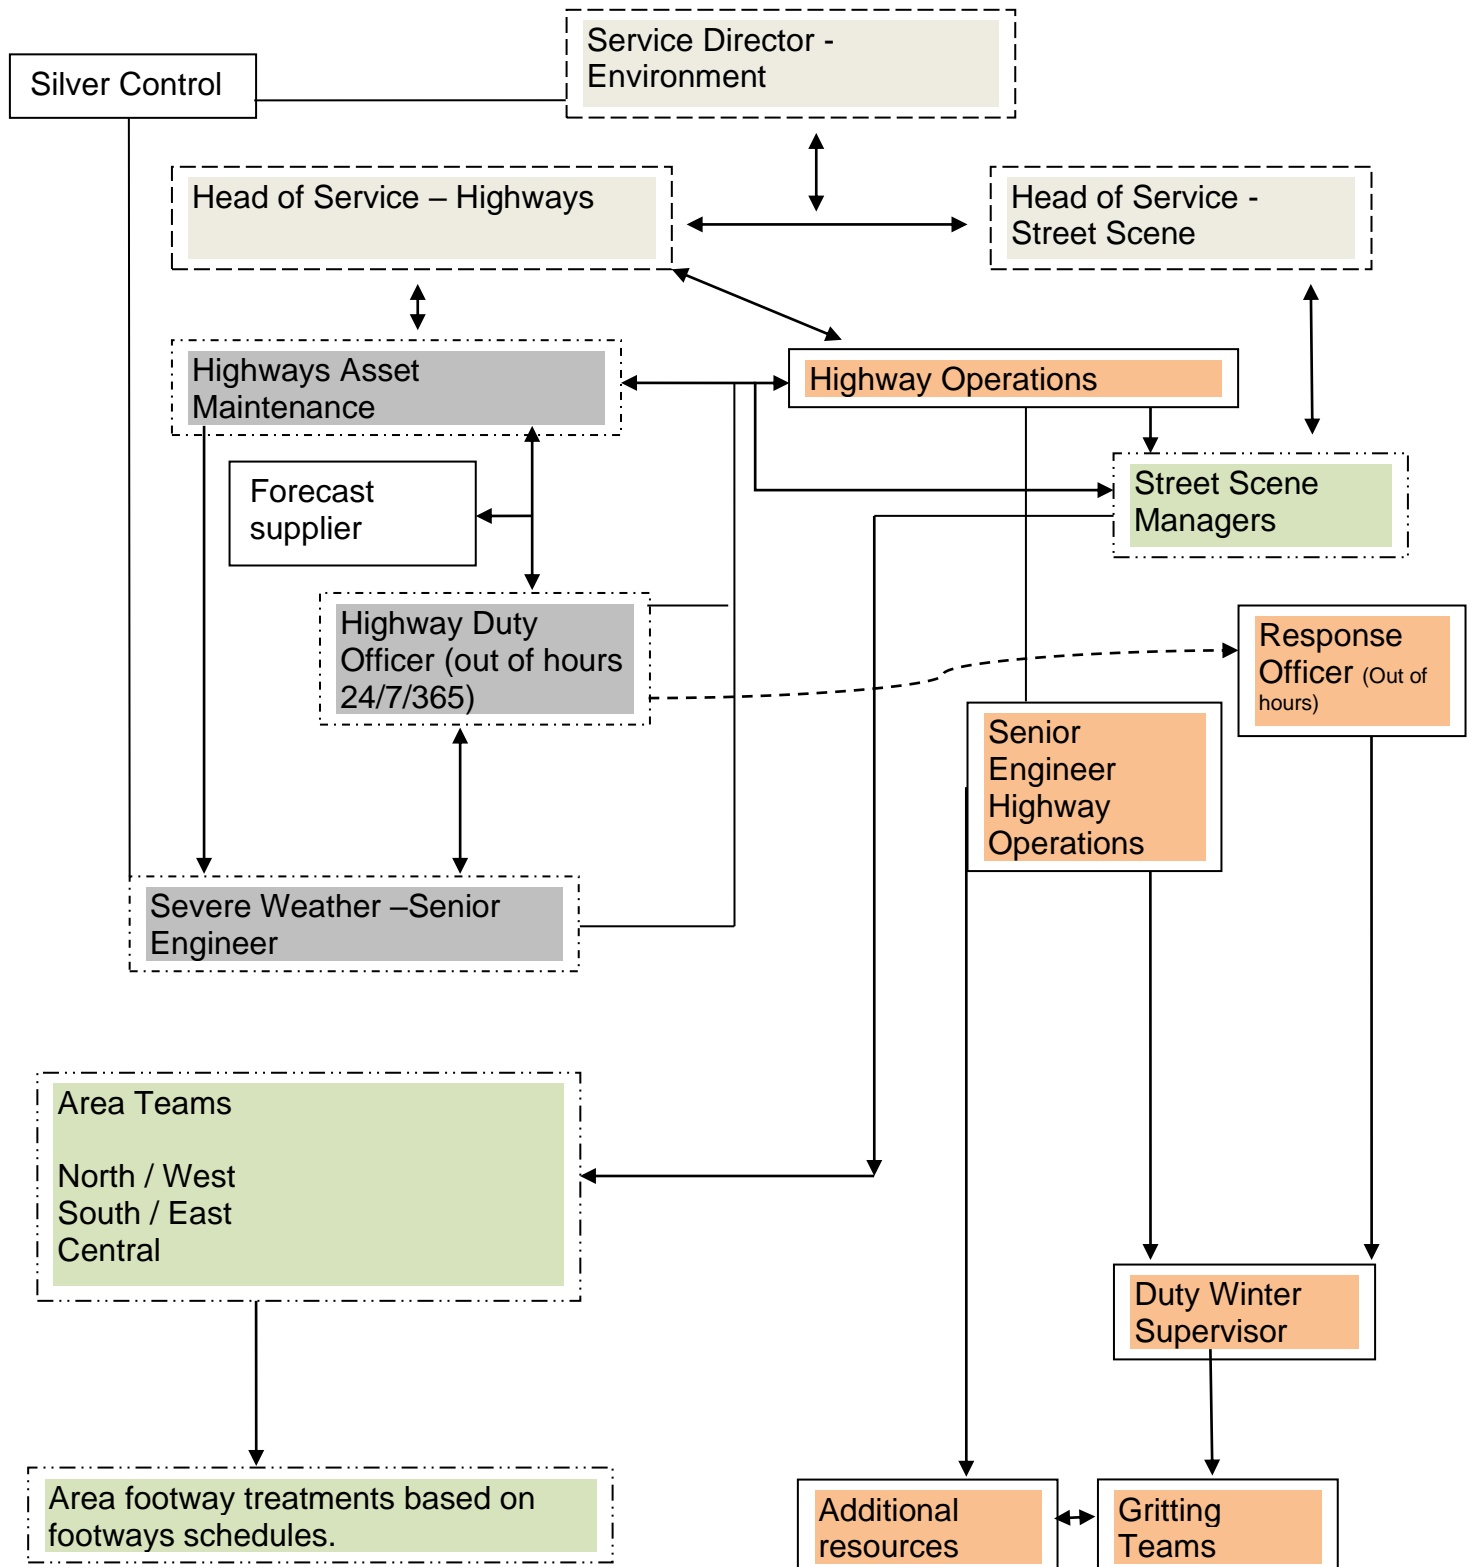 Service Director -
Environment
Silver Control
Head of Service – Highways
Head of Service -
Street Scene
Highways Asset
Maintenance
Highway Operations
Forecast
supplier
Street Scene
Managers
Highway Duty
Officer (out of hours
24/7/365)
Response
Officer (Out of
hours)
Senior
Engineer
Highway
Operations
Severe Weather –Senior
Engineer
Area Teams
North / West
South / East
Central
Duty Winter
Supervisor
Area footway treatments based on
footways schedules.
Additional
resources
Gritting
Teams